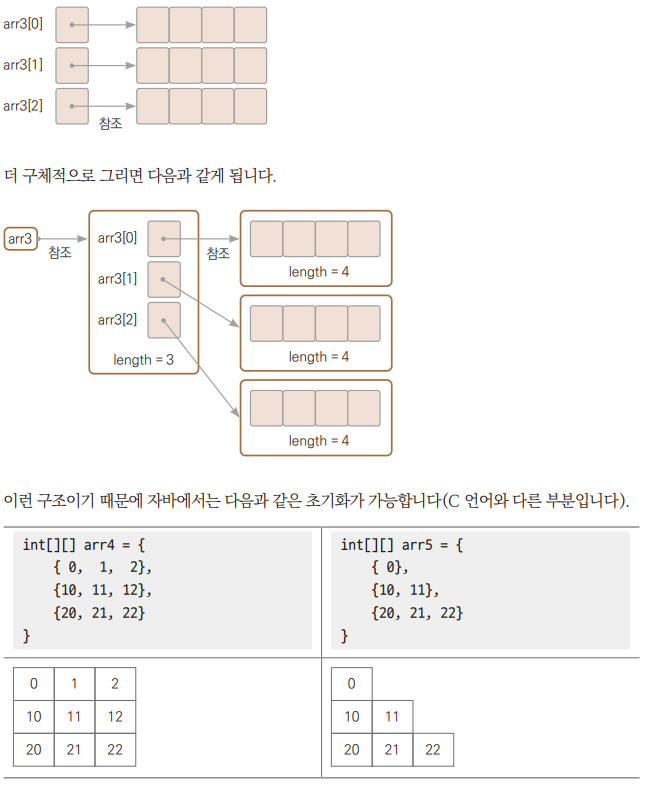 arr3[0]
arr3[1]
arr3[2]
참조
더 구체적으로 그리면 다음과 같게 됩니다.
arr3
참조
arr3[0]
참조
arr3[1]
arr3[2]
length = 3
length = 4
length = 4
length = 4
이런 구조이기 때문에 자바에서는 다음과 같은 초기화가 가능합니다(C 언어와 다른 부분입니다).
int[][] arr4 = {
{ 0, 1, 2},
{10, 11, 12},
{20, 21, 22}
}
int[][] arr5 = {
{ 0},
{10, 11},
{20, 21, 22}
}
0 1 2
10 11 12
20 21 22
0
10 11
20 21 22